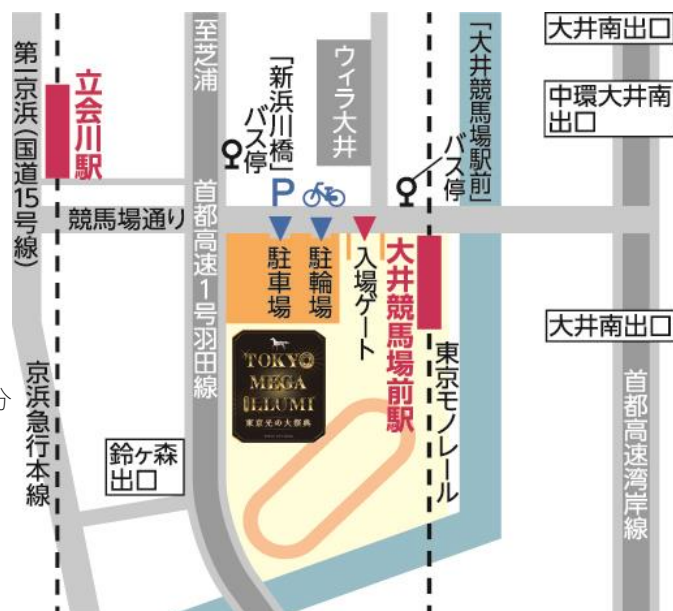 第一京浜(国道15号線)
立会川駅
至芝浦
「新浜川橋」
バス停
ウィラ大井
「大井競馬場駅前」
バス停
大井南出口
中環大井南
出口
競馬場通り
首都高速1号羽田線
P
駐車場
駐輪場
入場ゲート
大井競馬場前駅
東京モノレール
大井南出口
首都高速湾岸線
TOKYO
MEGA
ILLUMI
東京光の大祭典
分
京浜急行本線
鈴ヶ森
出口